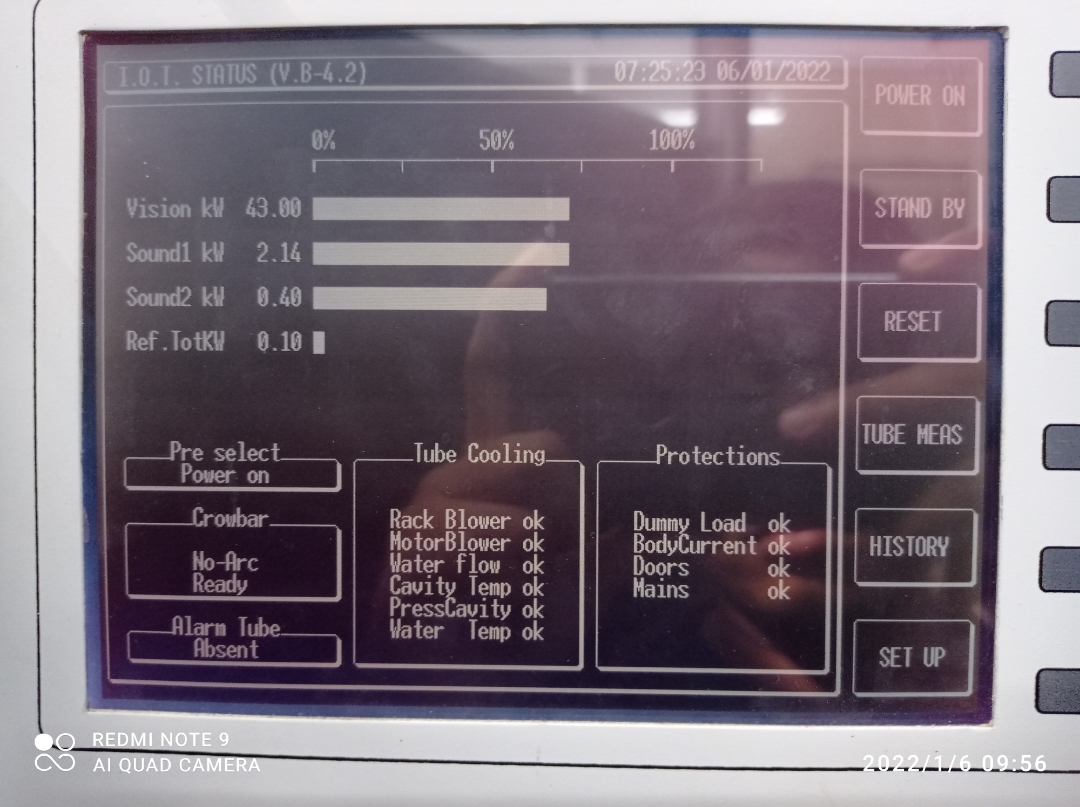 I.O.T. STATUS (V.B-4.2) 07:25:23 06/01/2022
0% 50% 100%
Vision kW 43.00
Sound1 kW 2.14
Sound2 kW 0.40
Ref.TotKW 0.10
Pre select
Power on
Crowbar
No-Arc
Ready
Alarm Tube
Absent
Tube Cooling
Rack Blower ok
MotorBlower ok
Water flow ok
Cavity Temp ok
PressCavity ok
Water Temp ok
Protections
Dummy Load ok
BodyCurrent ok
Doors ok
Mains ok
POWER ON
STAND BY
RESET
TUBE MEAS
HISTORY
SET UP
REDMI NOTE 9
AI QUAD CAMERA
2022/1/6 09:56